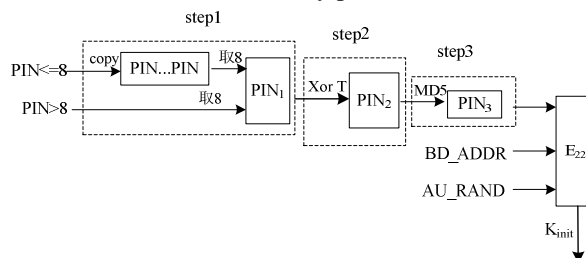 step1
step2
step3
PIN<=8
copy
PIN...PIN
取8
PIN>8
取8
PIN₁
Xor T
PIN₂
MD5
PIN₃
BD_ADDR
AU_RAND
E₂₂
Kᵢₙᵢₜ